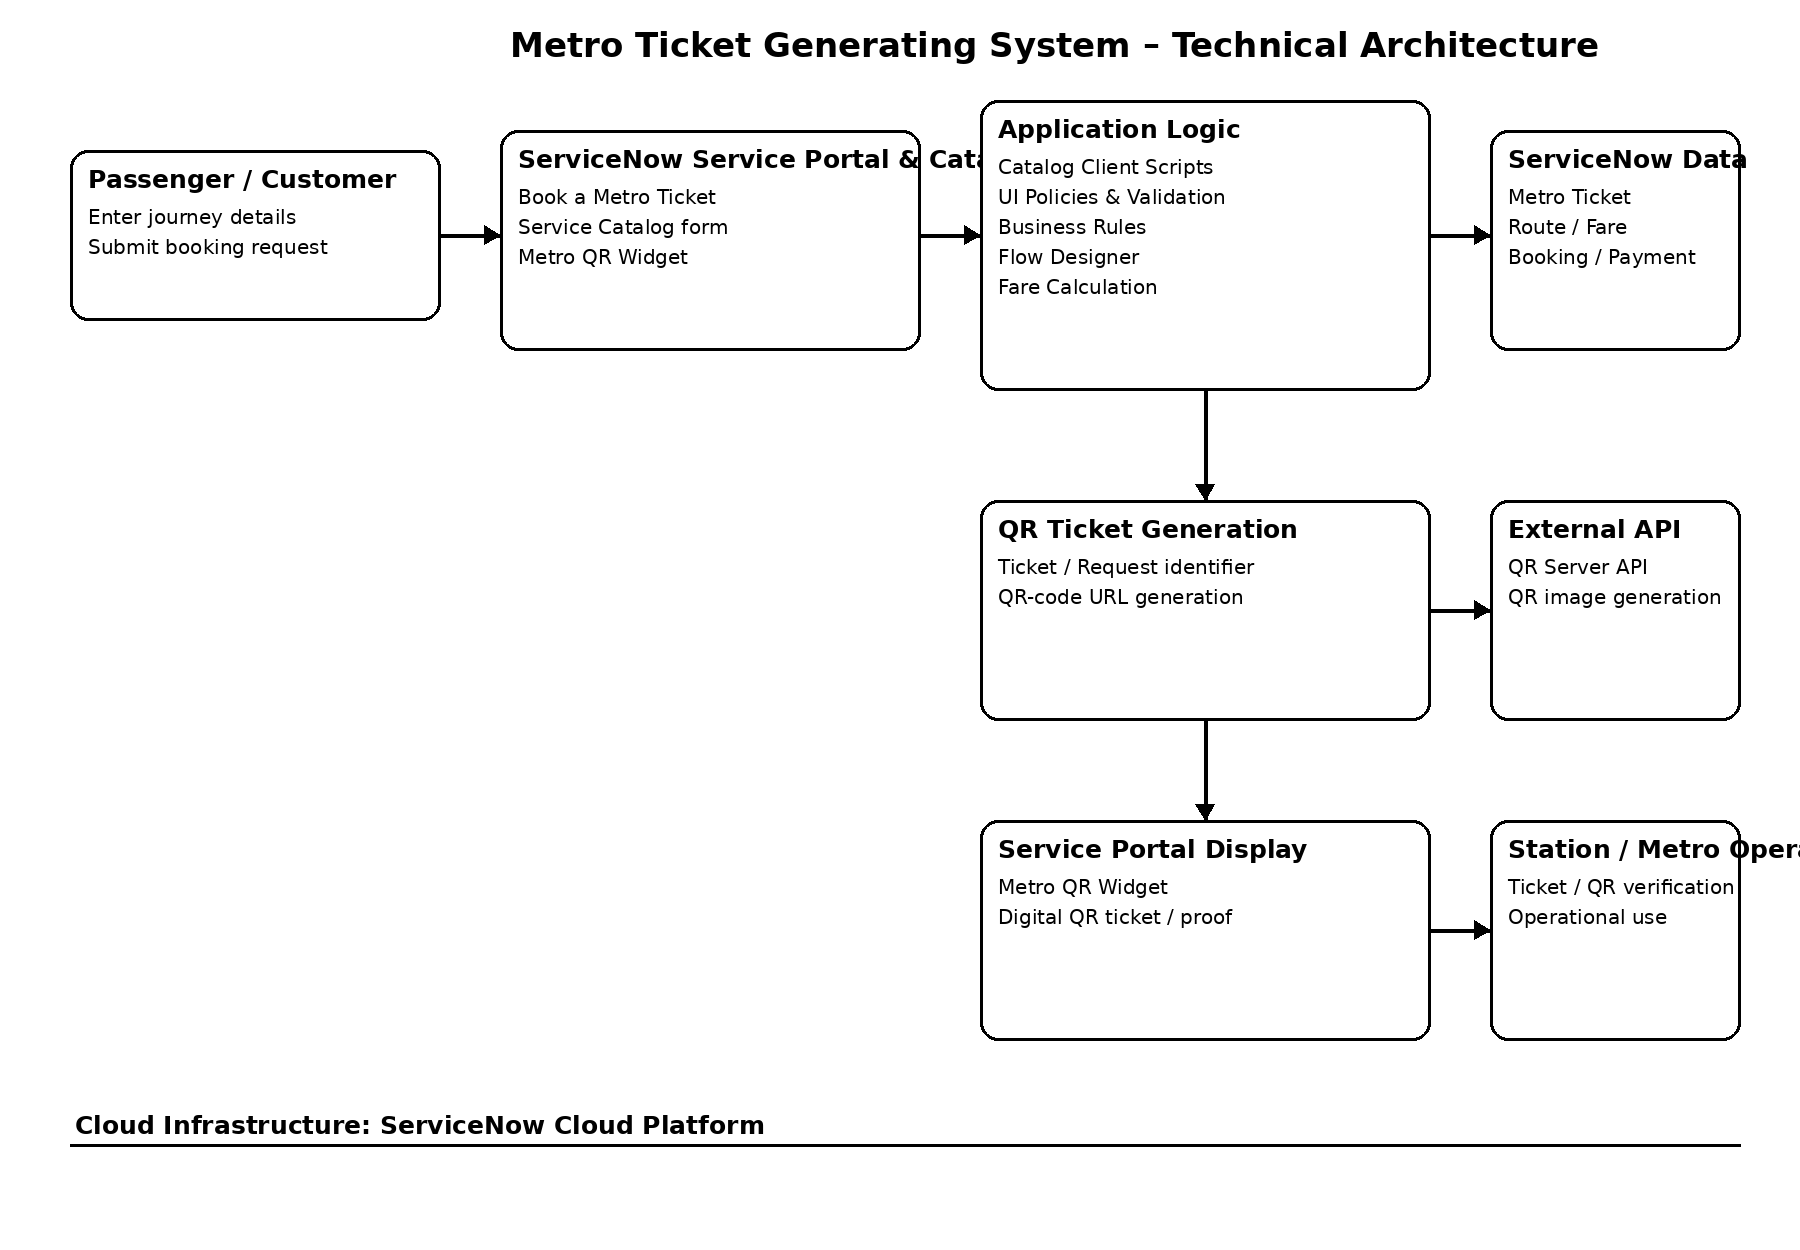 Metro Ticket Generating System – Technical Architecture
Passenger / Customer
Enter journey details
Submit booking request
ServiceNow Service Portal & Cata
Book a Metro Ticket
Service Catalog form
Metro QR Widget
Application Logic
Catalog Client Scripts
UI Policies & Validation
Business Rules
Flow Designer
Fare Calculation
ServiceNow Data
Metro Ticket
Route / Fare
Booking / Payment
QR Ticket Generation
Ticket / Request identifier
QR-code URL generation
External API
QR Server API
QR image generation
Service Portal Display
Metro QR Widget
Digital QR ticket / proof
Station / Metro Opera
Ticket / QR verification
Operational use
Cloud Infrastructure: ServiceNow Cloud Platform